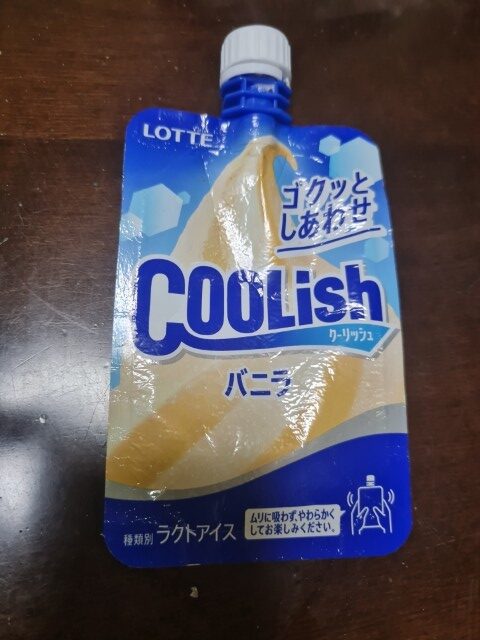 LOTTE
ゴクッと
しあわせ
COOLish
クーリッシュ
バニラ
ムリに吸わず、やわらかく
してお楽しみください。
種類別 ラクトアイス